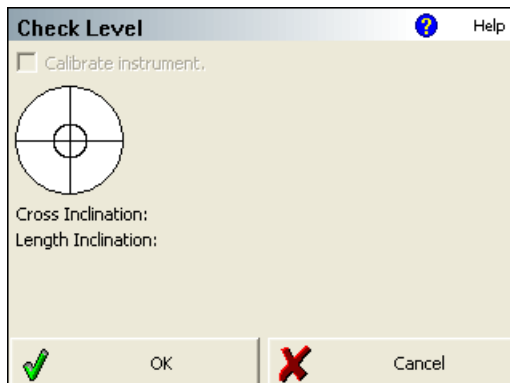 Check Level
? Help
Calibrate instrument.
Cross Inclination:
Length Inclination:
OK Cancel